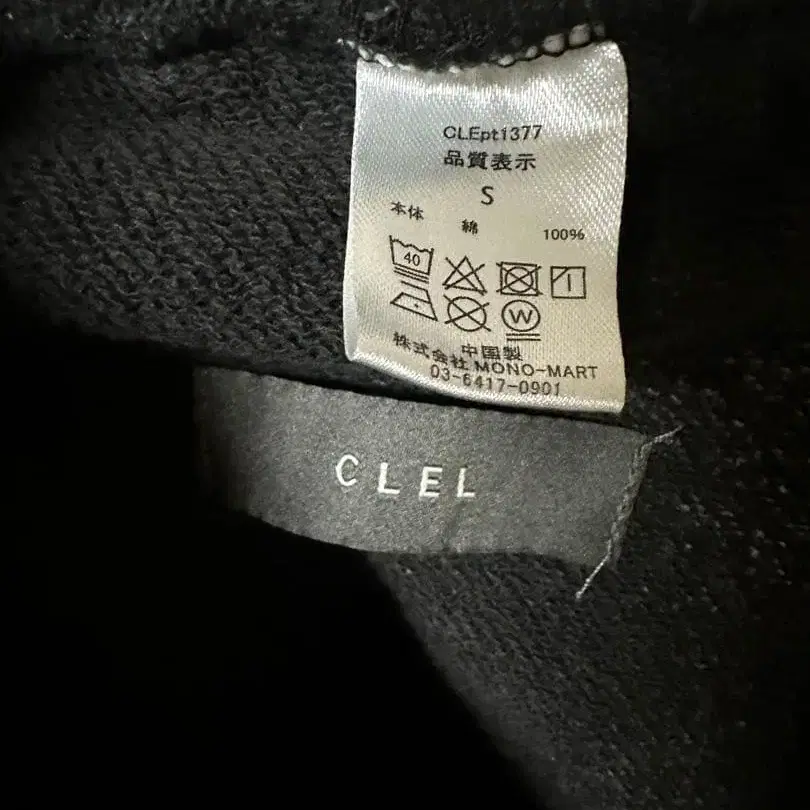 CLEpt1377
品質表示
S
本体 綿 100%
40
W
中国製
株式会社 MONO-MART
03-6417-0901
CLEL